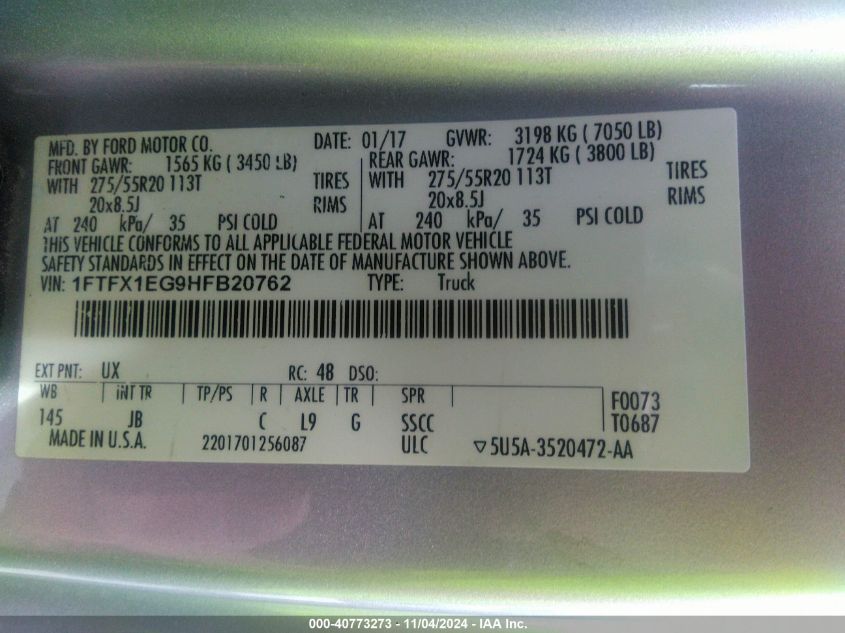 MFD. BY FORD MOTOR CO. DATE: 01/17 GVWR: 3198 KG ( 7050 LB)
FRONT GAWR: 1565 KG ( 3450 LB) REAR GAWR: 1724 KG ( 3800 LB)
WITH 275/55R20 113T TIRES WITH 275/55R20 113T TIRES
20x8.5J RIMS 20x8.5J RIMS
AT 240 kPa/ 35 PSI COLD AT 240 kPa/ 35 PSI COLD
THIS VEHICLE CONFORMS TO ALL APPLICABLE FEDERAL MOTOR VEHICLE
SAFETY STANDARDS IN EFFECT ON THE DATE OF MANUFACTURE SHOWN ABOVE.
VIN: 1FTFX1EG9HFB20762 TYPE: Truck
EXT PNT: UX RC: 48 DSO:
WB INT TR TP/PS R AXLE TR SPR F0073
145 JB C L9 G SSCC T0687
MADE IN U.S.A. 2201701256087 ULC ▽5U5A-3520472-AA
000-40773273 - 11/04/2024 - IAA Inc.